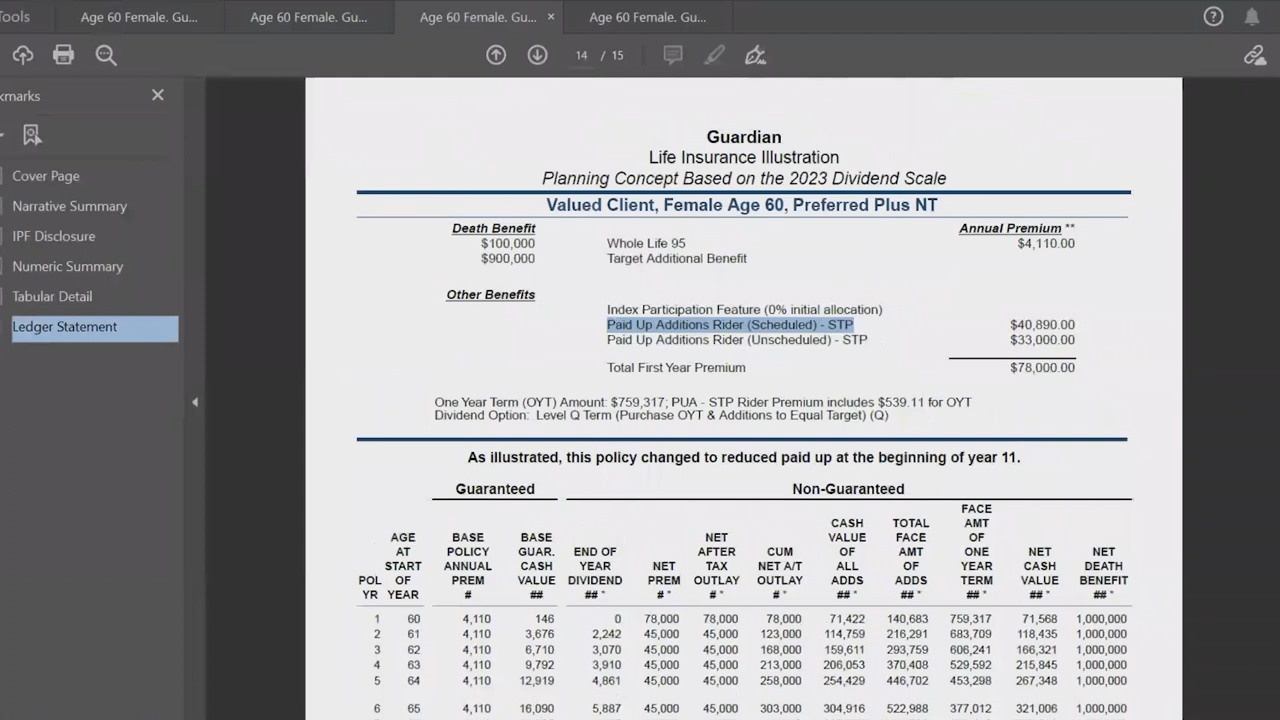 Tools
Age 60 Female. Gu...
Age 60 Female. Gu...
Age 60 Female. Gu... ×
Age 60 Female. Gu...
14 / 15
kmarks
Cover Page
Narrative Summary
IPF Disclosure
Numeric Summary
Tabular Detail
Ledger Statement
Guardian
Life Insurance Illustration
Planning Concept Based on the 2023 Dividend Scale
Valued Client, Female Age 60, Preferred Plus NT
Death Benefit Annual Premium **
$100,000 Whole Life 95 $4,110.00
$900,000 Target Additional Benefit
Other Benefits
Index Participation Feature (0% initial allocation)
Paid Up Additions Rider (Scheduled) - STP $40,890.00
Paid Up Additions Rider (Unscheduled) - STP $33,000.00
Total First Year Premium $78,000.00
One Year Term (OYT) Amount: $759,317; PUA - STP Rider Premium includes $539.11 for OYT
Dividend Option: Level Q Term (Purchase OYT & Additions to Equal Target) (Q)
As illustrated, this policy changed to reduced paid up at the beginning of year 11.
Guaranteed Non-Guaranteed
FACE
CASH TOTAL AMT
AGE BASE BASE NET VALUE FACE OF NET
AT POLICY GUAR. END OF AFTER CUM OF AMT ONE NET
START ANNUAL CASH YEAR NET TAX NET A/T ALL OF YEAR CASH DEATH
POL OF PREM VALUE DIVIDEND PREM OUTLAY OUTLAY ADDS ADDS TERM VALUE BENEFIT
YR YEAR # ## ## * # * # * # * ## * ## * ## * ## * ## *
1 60 4,110 146 0 78,000 78,000 78,000 71,422 140,683 759,317 71,568 1,000,000
2 61 4,110 3,676 2,242 45,000 45,000 123,000 114,759 216,291 683,709 118,435 1,000,000
3 62 4,110 6,710 3,070 45,000 45,000 168,000 159,611 293,759 606,241 166,321 1,000,000
4 63 4,110 9,792 3,910 45,000 45,000 213,000 206,053 370,408 529,592 215,845 1,000,000
5 64 4,110 12,919 4,861 45,000 45,000 258,000 254,429 446,702 453,298 267,348 1,000,000
6 65 4,110 16,090 5,887 45,000 45,000 303,000 304,916 522,988 377,012 321,006 1,000,000